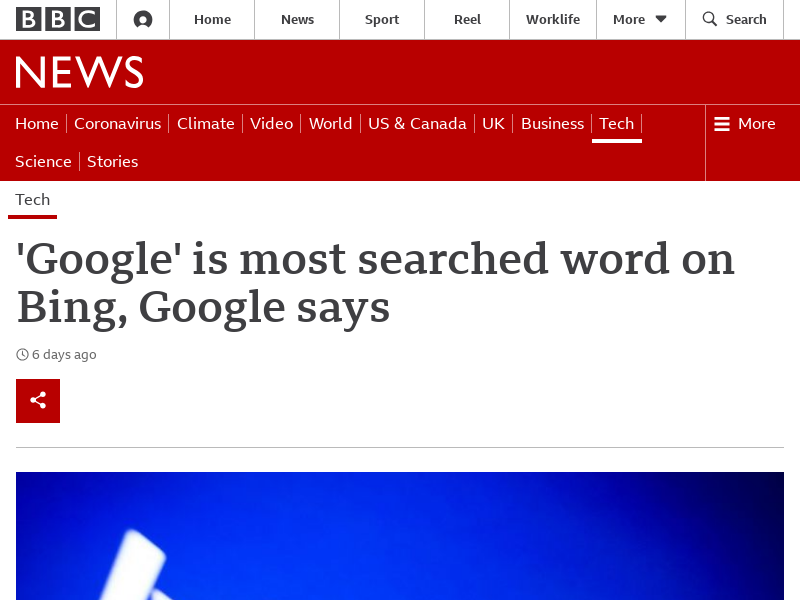 BBC Home News Sport Reel Worklife More Search
NEWS
Home Coronavirus Climate Video World US & Canada UK Business Tech More
Science Stories
Tech
'Google' is most searched word on
Bing, Google says
6 days ago